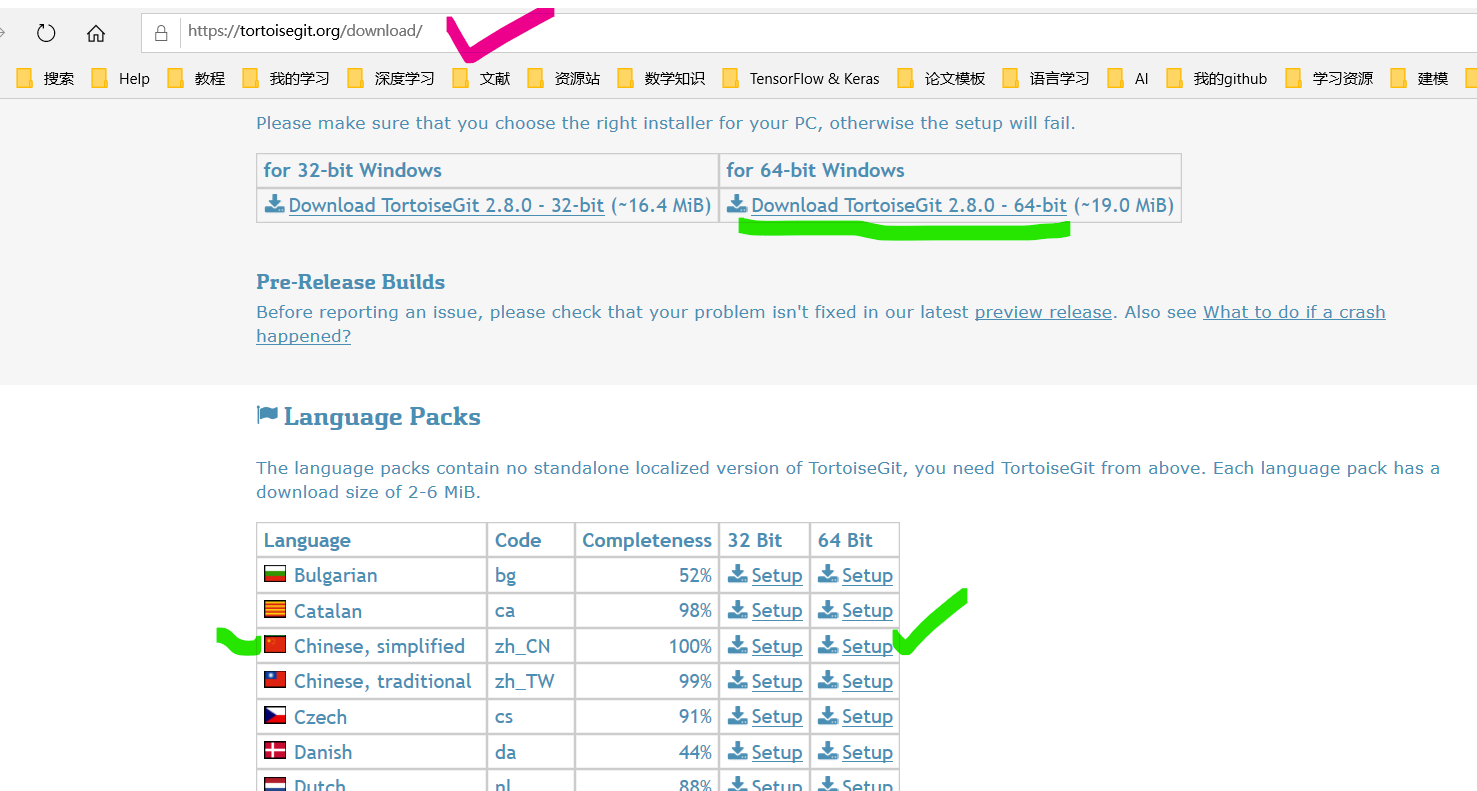 https://tortoisegit.org/download/
搜索 Help 教程 我的学习 深度学习 文献 资源站 数学知识 TensorFlow & Keras 论文模板 语言学习 AI 我的github 学习资源 建模
Please make sure that you choose the right installer for your PC, otherwise the setup will fail.
for 32-bit Windows for 64-bit Windows
Download TortoiseGit 2.8.0 - 32-bit (~16.4 MiB) Download TortoiseGit 2.8.0 - 64-bit (~19.0 MiB)
Pre-Release Builds
Before reporting an issue, please check that your problem isn't fixed in our latest preview release. Also see What to do if a crash
happened?
Language Packs
The language packs contain no standalone localized version of TortoiseGit, you need TortoiseGit from above. Each language pack has a
download size of 2-6 MiB.
Language Code Completeness 32 Bit 64 Bit
Bulgarian bg 52% Setup Setup
Catalan ca 98% Setup Setup
Chinese, simplified zh_CN 100% Setup Setup
Chinese, traditional zh_TW 99% Setup Setup
Czech cs 91% Setup Setup
Danish da 44% Setup Setup
Dutch nl 88% Setup Setup